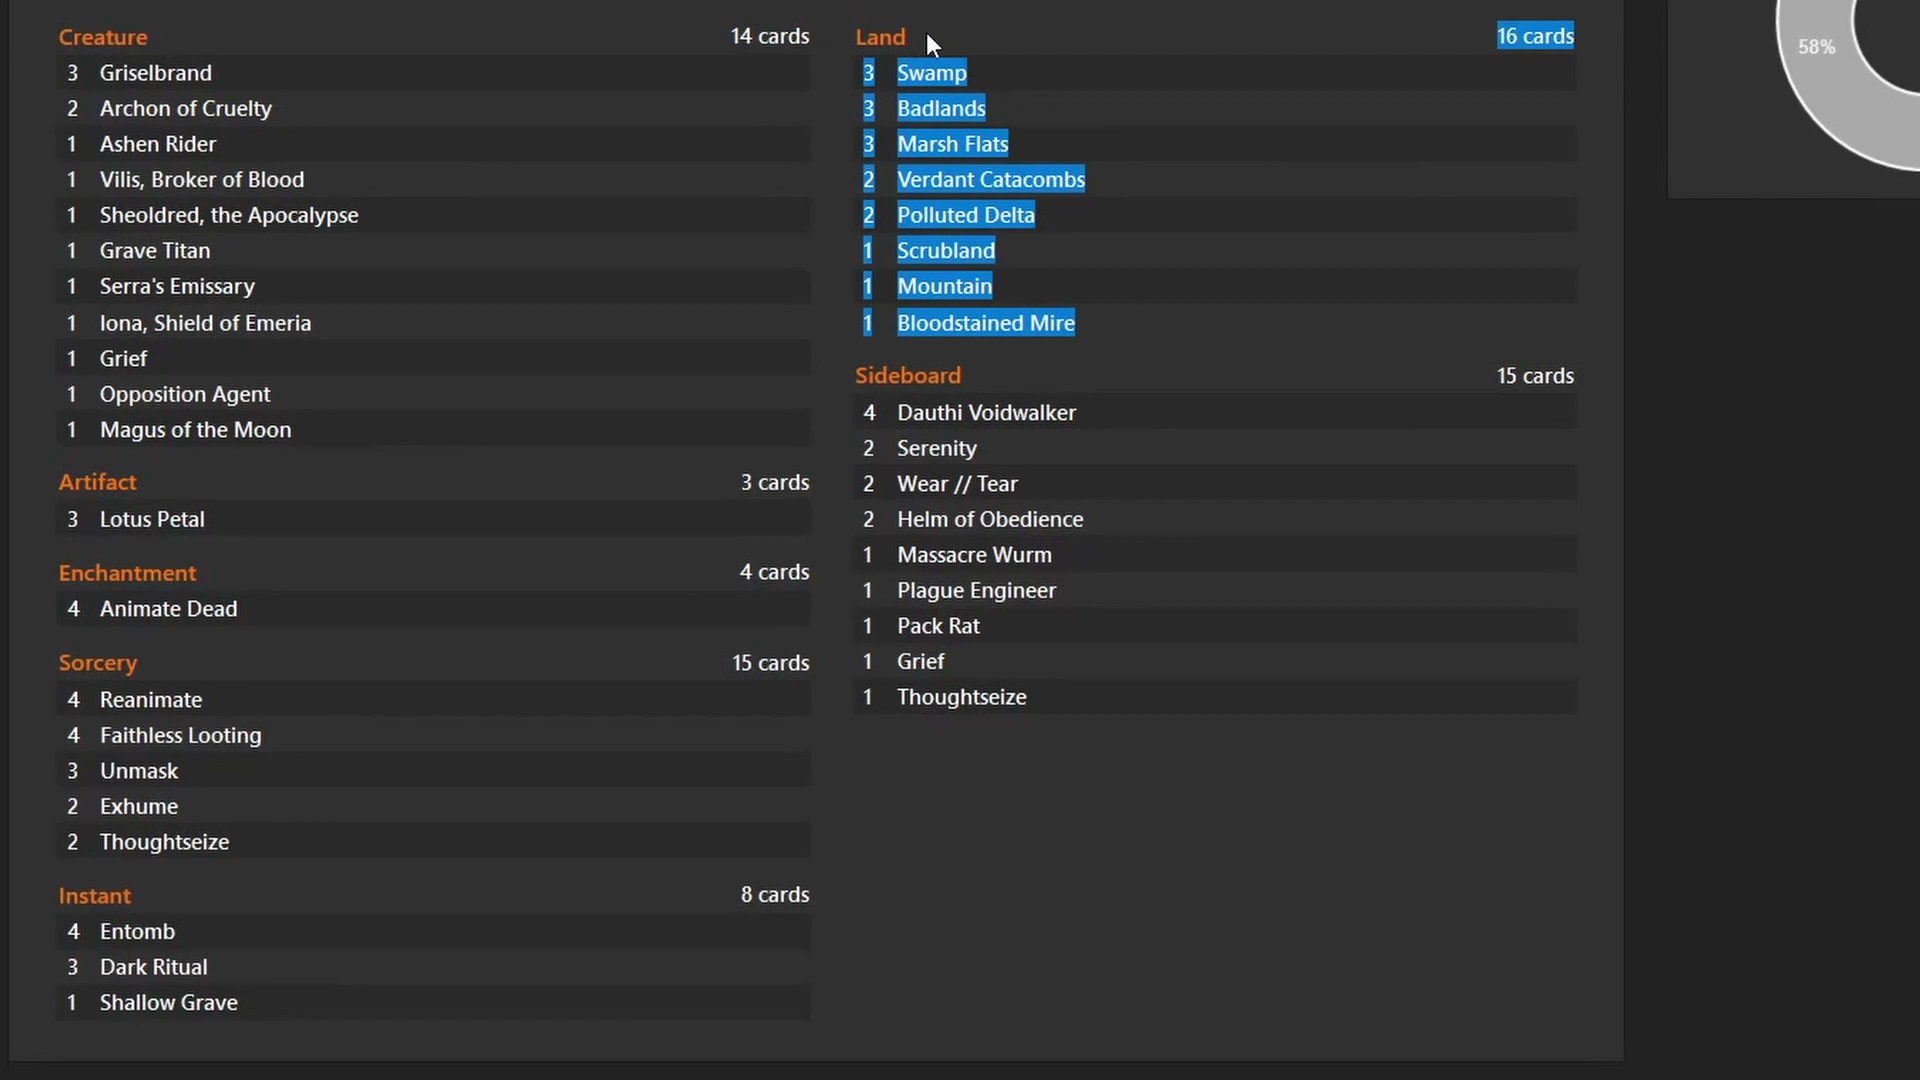 Creature 14 cards
3 Griselbrand
2 Archon of Cruelty
1 Ashen Rider
1 Vilis, Broker of Blood
1 Sheoldred, the Apocalypse
1 Grave Titan
1 Serra's Emissary
1 Iona, Shield of Emeria
1 Grief
1 Opposition Agent
1 Magus of the Moon
Artifact 3 cards
3 Lotus Petal
Enchantment 4 cards
4 Animate Dead
Sorcery 15 cards
4 Reanimate
4 Faithless Looting
3 Unmask
2 Exhume
2 Thoughtseize
Instant 8 cards
4 Entomb
3 Dark Ritual
1 Shallow Grave
Land 16 cards
3 Swamp
3 Badlands
3 Marsh Flats
2 Verdant Catacombs
2 Polluted Delta
1 Scrubland
1 Mountain
1 Bloodstained Mire
Sideboard 15 cards
4 Dauthi Voidwalker
2 Serenity
2 Wear // Tear
2 Helm of Obedience
1 Massacre Wurm
1 Plague Engineer
1 Pack Rat
1 Grief
1 Thoughtseize
58%